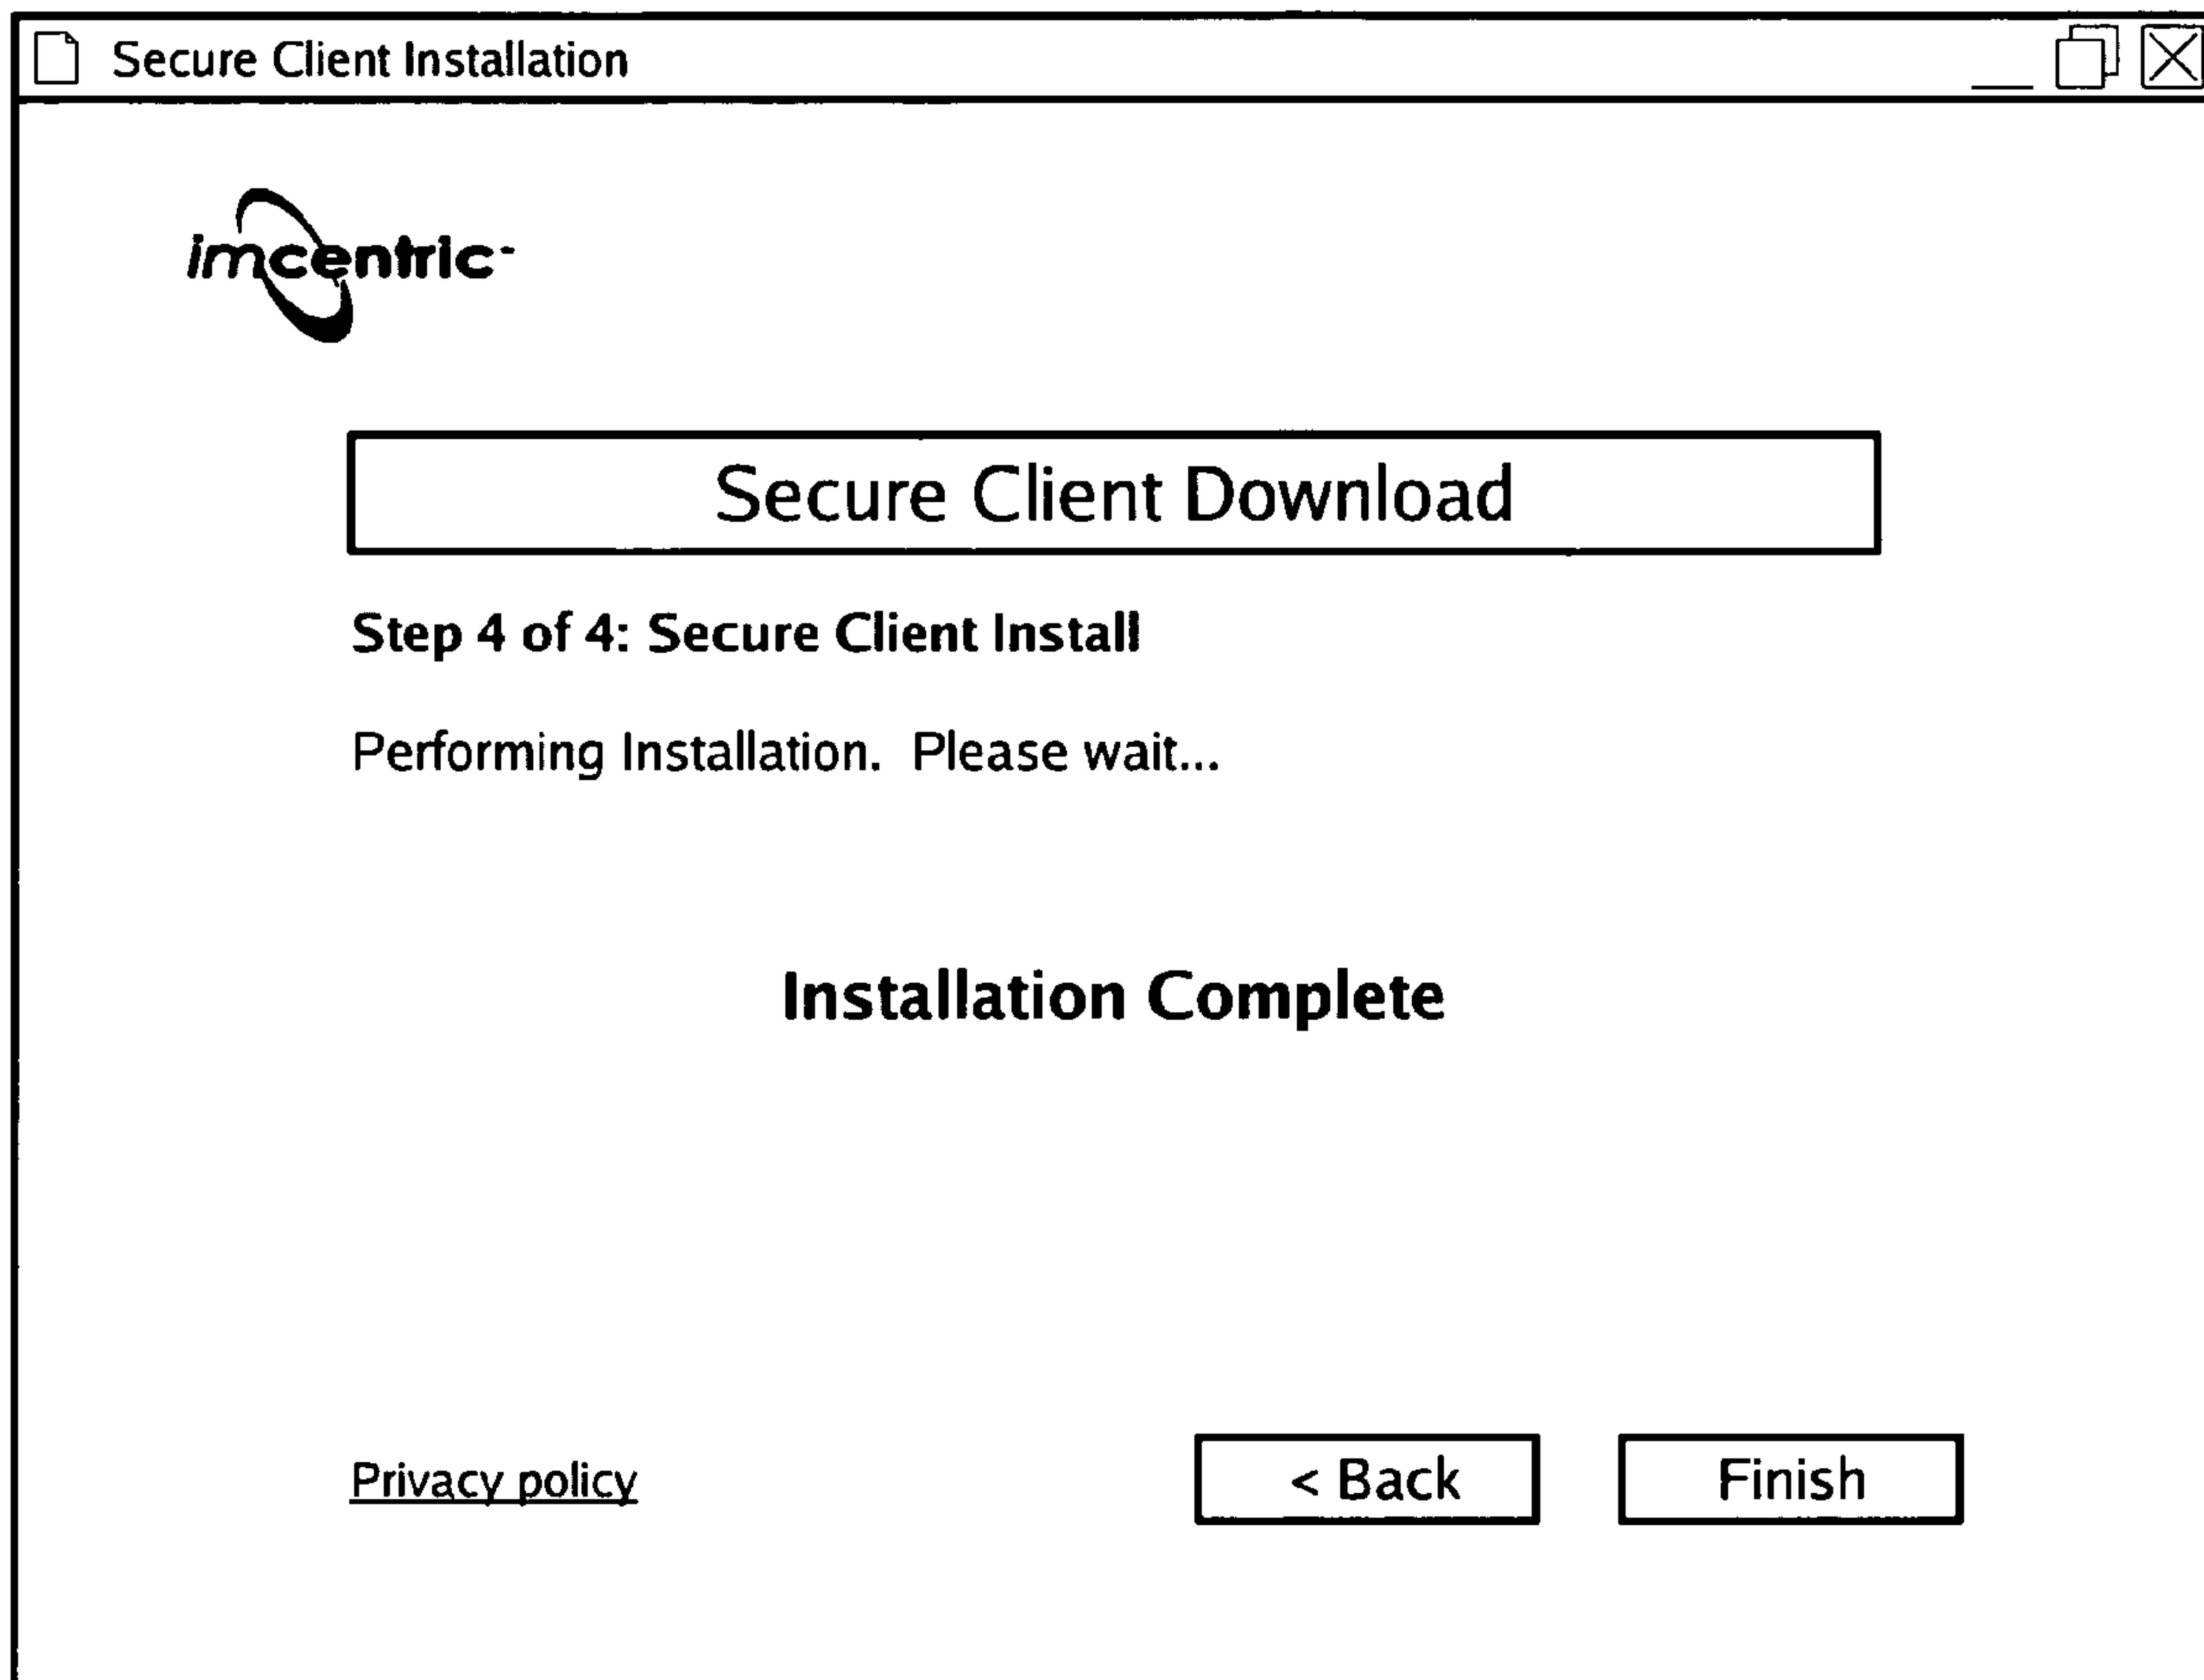 Secure Client Installation
imcentric
Secure Client Download
Step 4 of 4: Secure Client Install
Performing Installation.  Please wait...
Installation Complete
Privacy policy
< Back
Finish